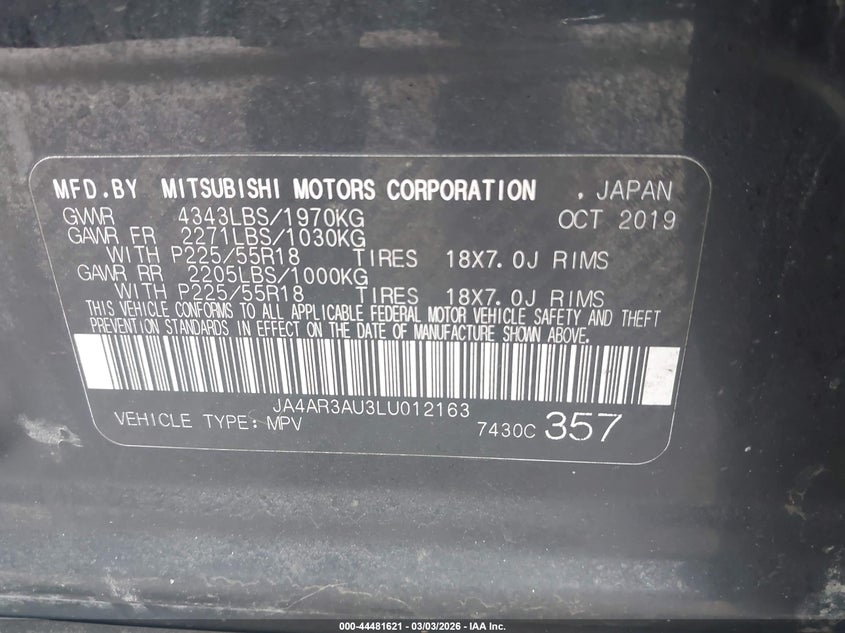 MFD.BY MITSUBISHI MOTORS CORPORATION . JAPAN
GVWR 4343LBS/1970KG OCT 2019
GAWR FR 2271LBS/1030KG
WITH P225/55R18 TIRES 18X7.0J RIMS
GAWR RR 2205LBS/1000KG
WITH P225/55R18 TIRES 18X7.0J RIMS
THIS VEHICLE CONFORMS TO ALL APPLICABLE FEDERAL MOTOR VEHICLE SAFETY AND THEFT
PREVENTION STANDARDS IN EFFECT ON THE DATE OF MANUFACTURE SHOWN ABOVE.
JA4AR3AU3LU012163
VEHICLE TYPE: MPV 7430C 357
000-44481621 - 03/03/2026 - IAA Inc.